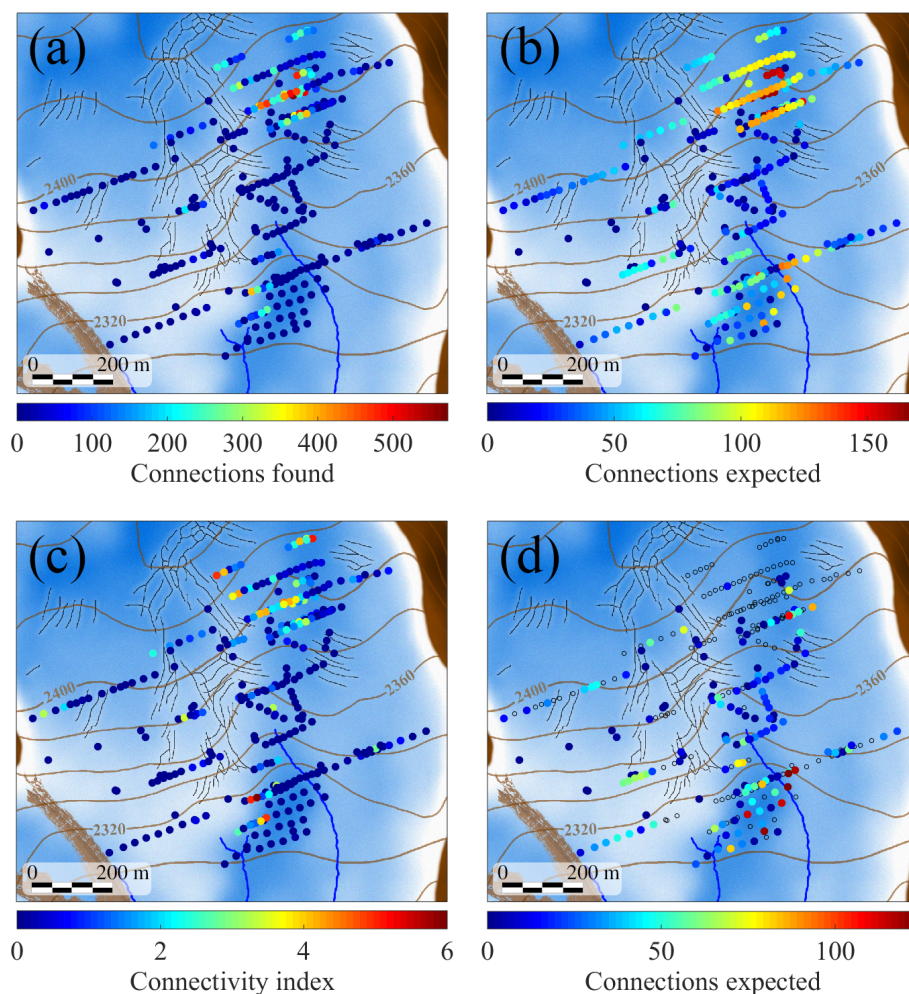 (a)
2400
2360
2320
0 200 m
0 100 200 300 400 500
Connections found
(b)
2400
2360
2320
0 200 m
0 50 100 150
Connections expected
(c)
2400
2360
2320
0 200 m
0 2 4 6
Connectivity index
(d)
2400
2360
2320
0 200 m
0 50 100
Connections expected